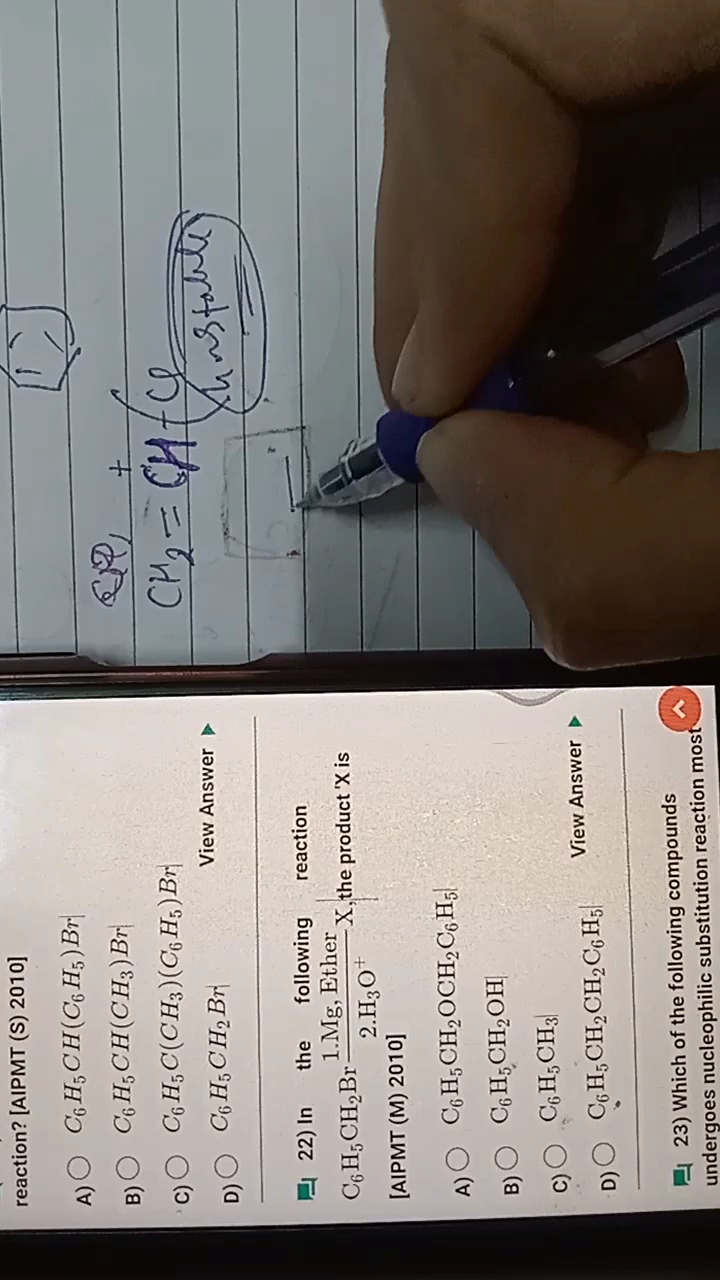 CH₂ = CH + Cl
unstable
reaction? [AIPMT (S) 2010]
A) C₆H₅CH(C₆H₅)Br|
B) C₆H₅CH(CH₃)Br|
C) C₆H₅C(CH₃)(C₆H₅)Br|
D) C₆H₅CH₂Br|
View Answer
22) In the following reaction
C₆H₅CH₂Br 1.Mg, Ether / 2.H₃O⁺ X,|the product 'X is
[AIPMT (M) 2010]
A) C₆H₅CH₂OCH₂C₆H₅|
B) C₆H₅CH₂OH|
C) C₆H₅CH₃|
D) C₆H₅CH₂CH₂C₆H₅|
View Answer
23) Which of the following compounds
undergoes nucleophilic substitution reaction most